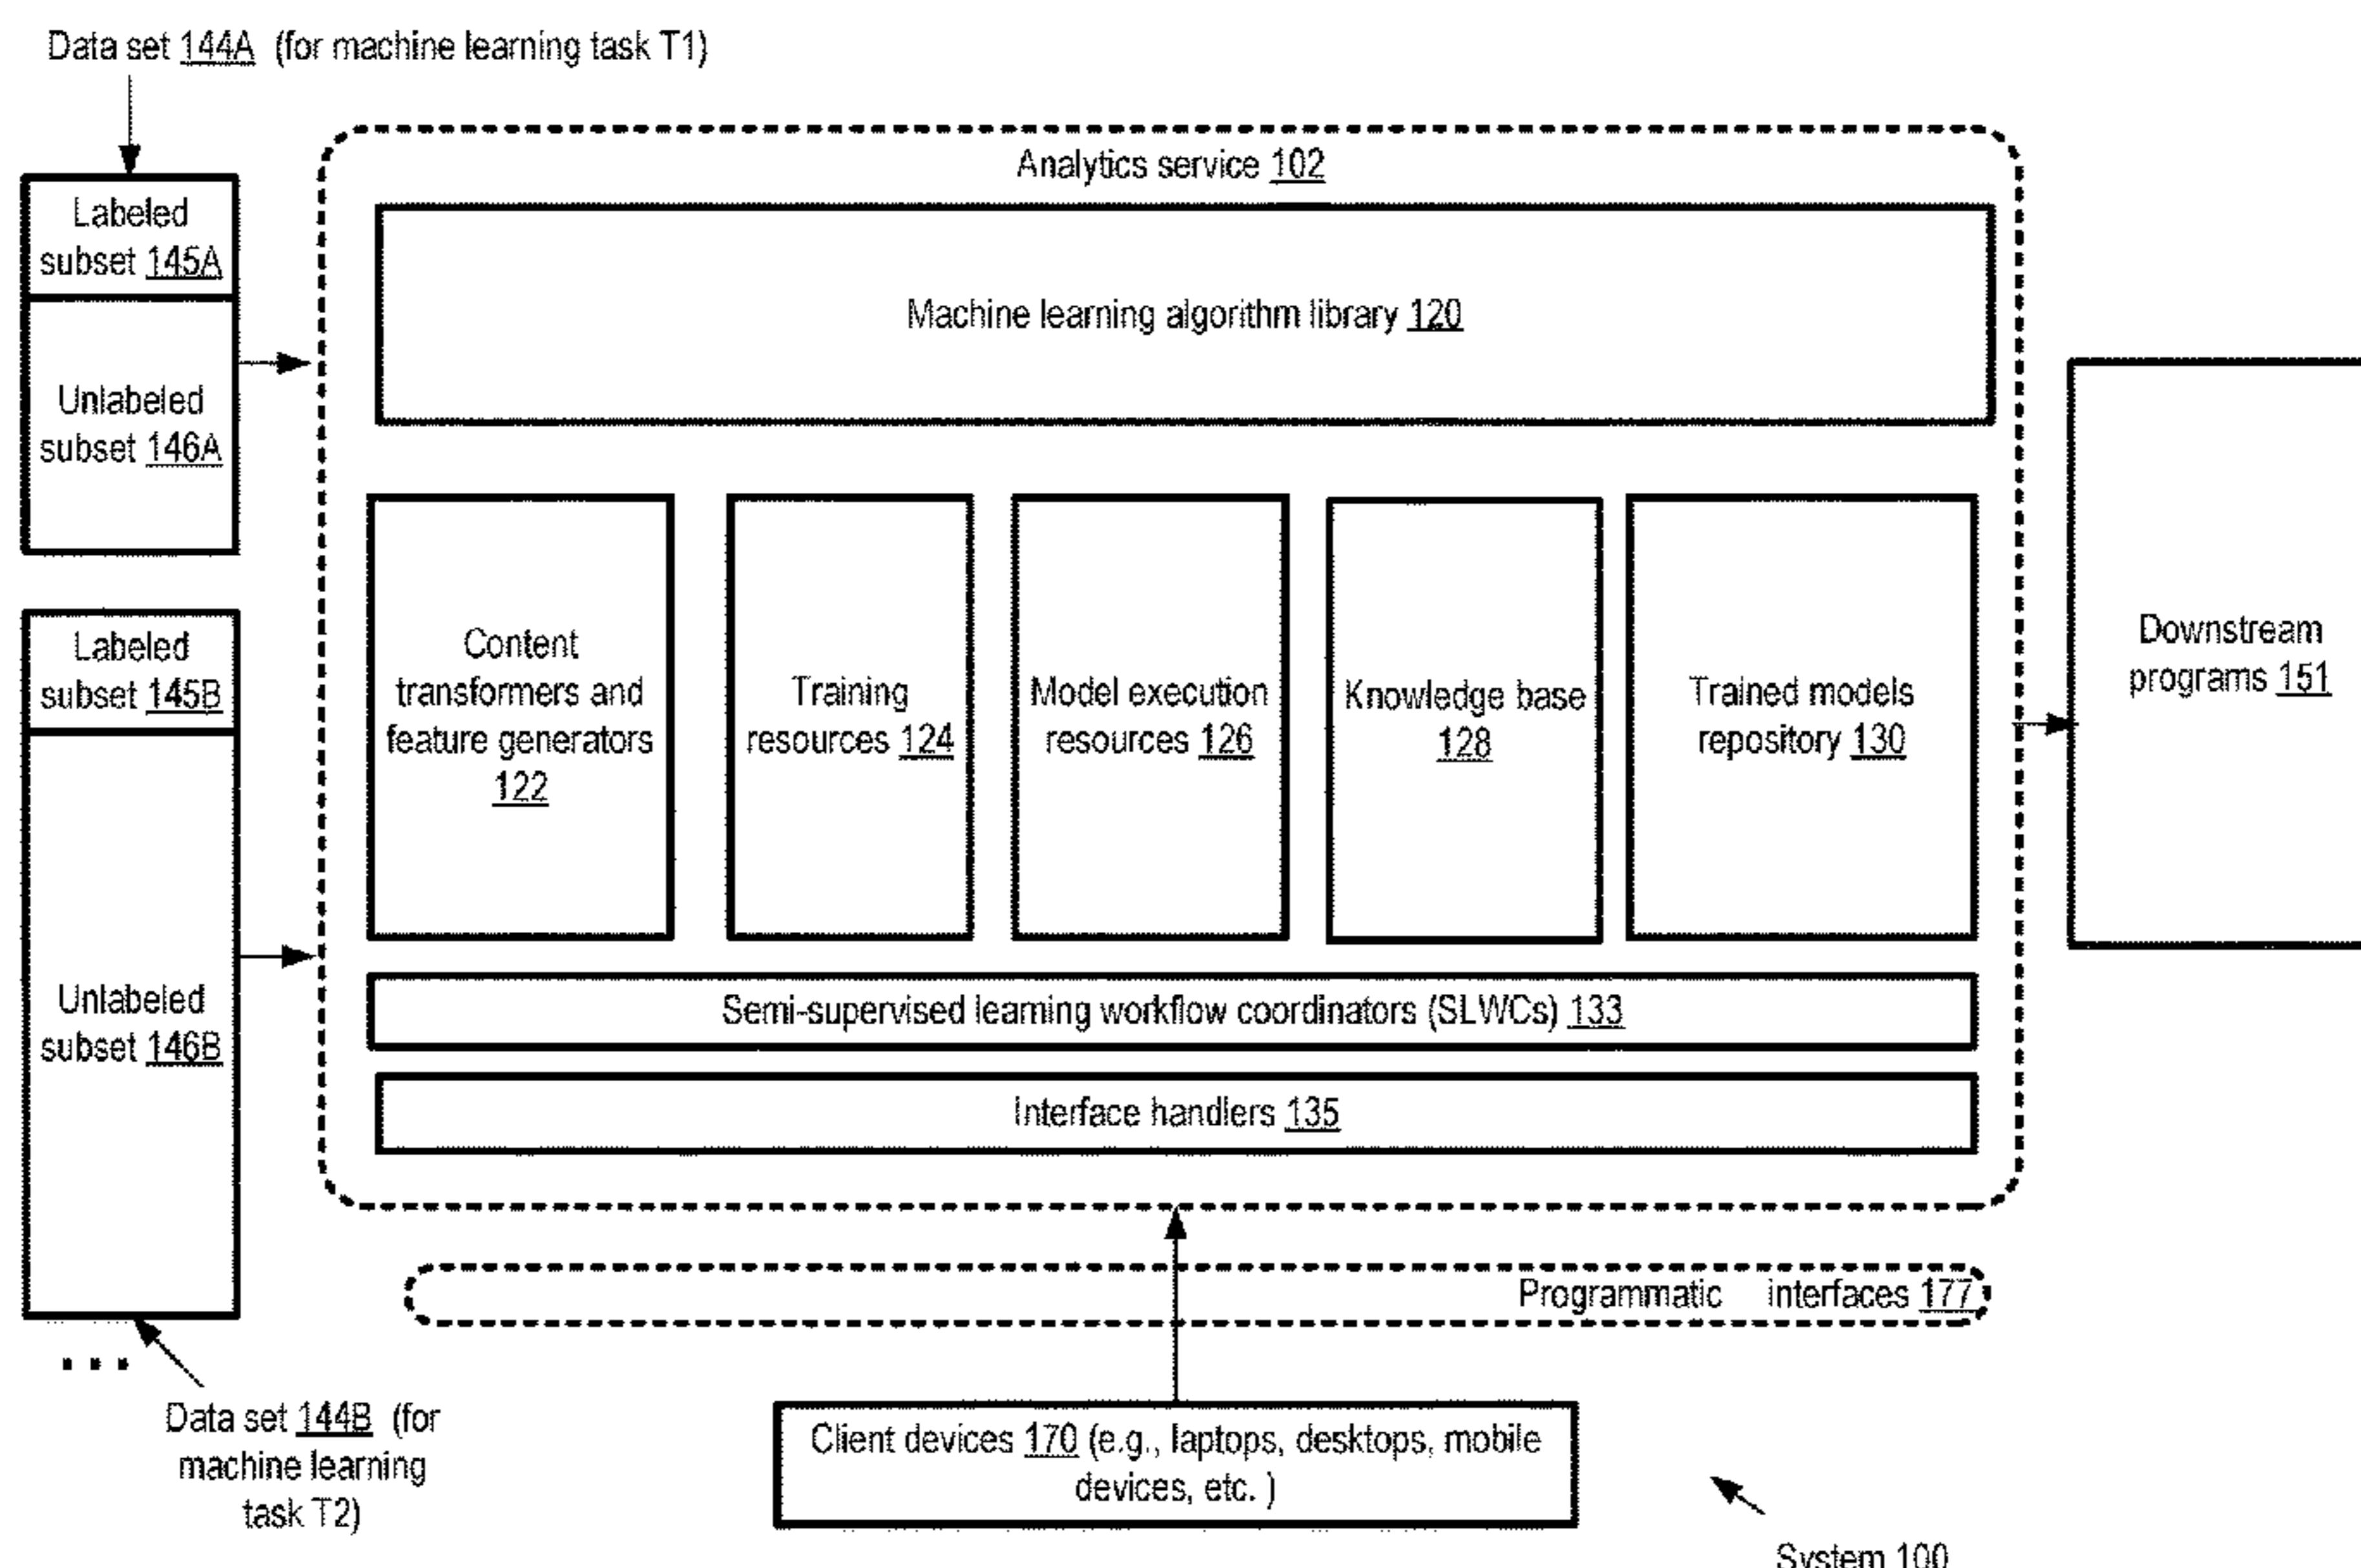 Data set 144A (for machine learning task T1)
Analytics service 102
Labeled
subset 145A
Machine learning algorithm library 120
Unlabeled
subset 146A
Content
transformers and
feature generators
122
Training
resources 124
Model execution
resources 126
Knowledge base
128
Trained models
repository 130
Downstream
programs 151
Labeled
subset 145B
Unlabeled
subset 146B
Semi-supervised learning workflow coordinators (SLWCs) 133
Interface handlers 135
Programmatic interfaces 177
...
Data set 144B (for
machine learning
task T2)
Client devices 170 (e.g., laptops, desktops, mobile
devices, etc. )
System 100